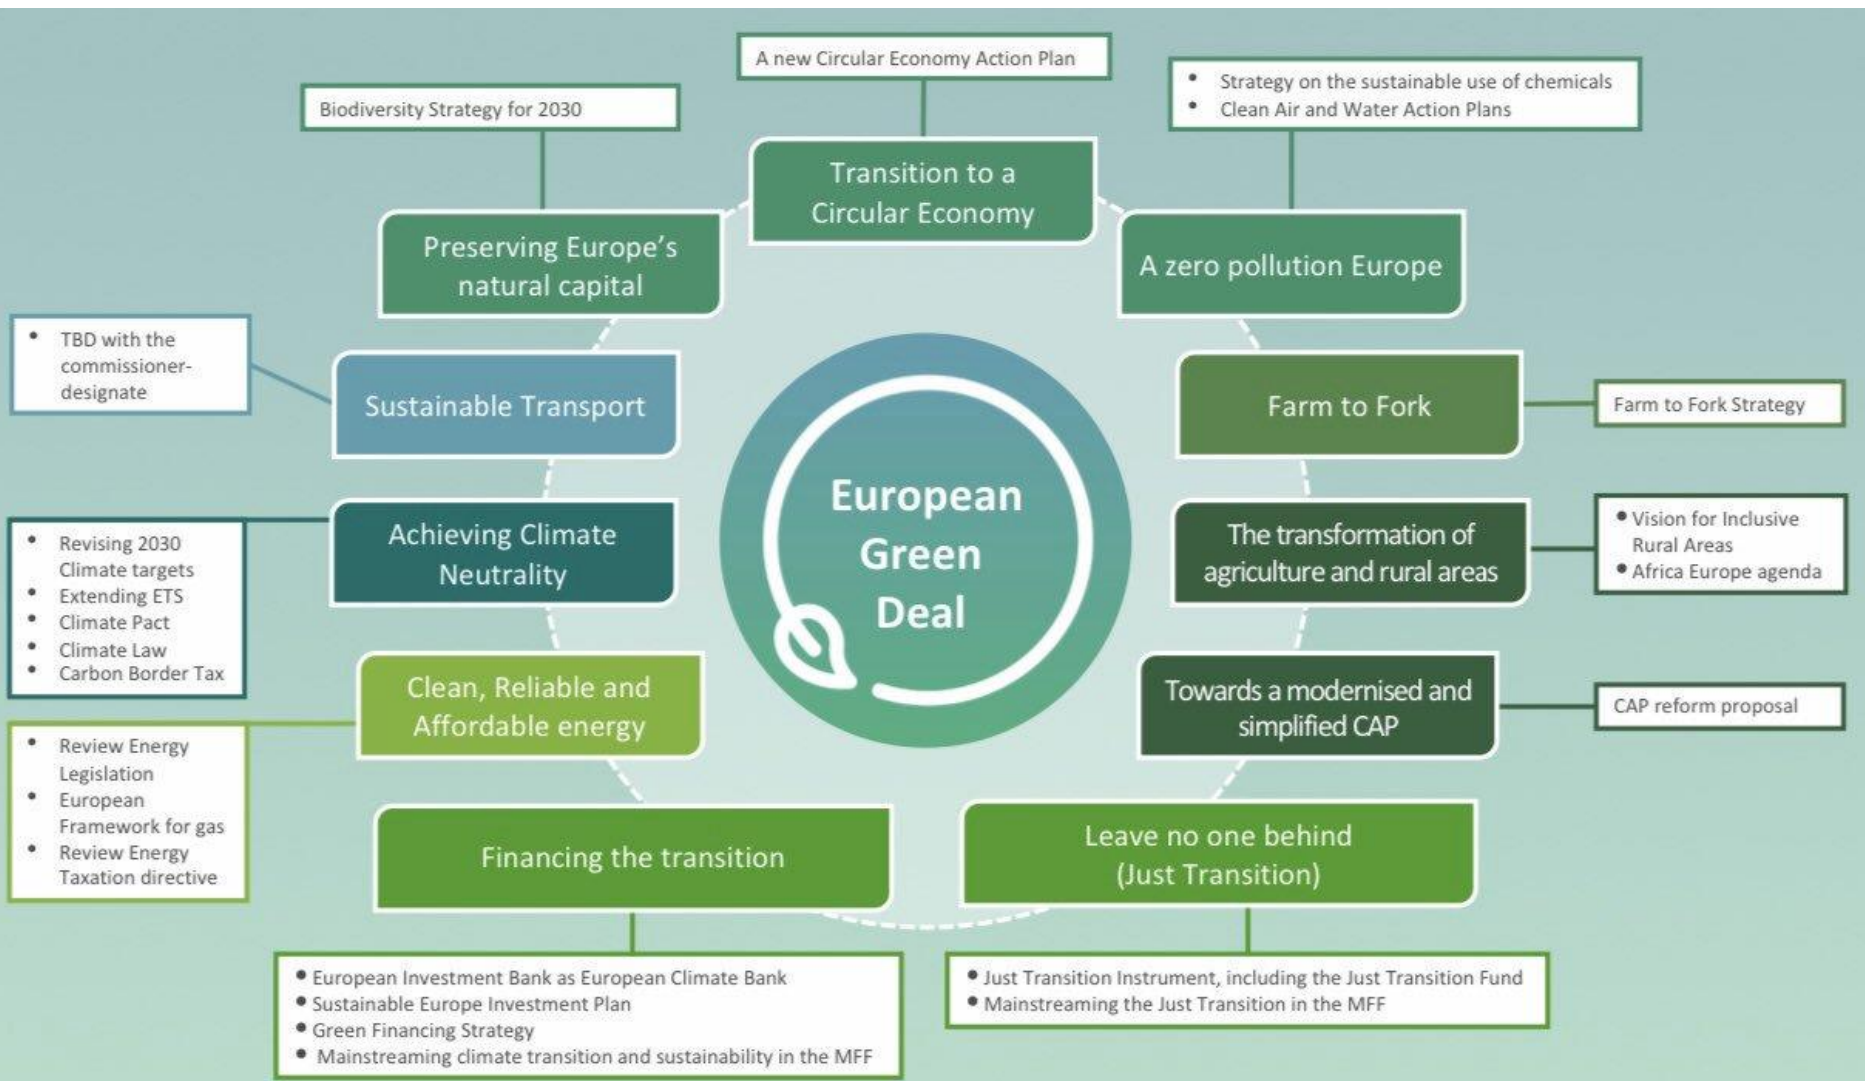 A new Circular Economy Action Plan
• Strategy on the sustainable use of chemicals
• Clean Air and Water Action Plans
Biodiversity Strategy for 2030
Transition to a
Circular Economy
Preserving Europe’s
natural capital
A zero pollution Europe
• TBD with the
commissioner-
designate
Sustainable Transport
Farm to Fork
Farm to Fork Strategy
European
Green
Deal
• Revising 2030
Climate targets
• Extending ETS
• Climate Pact
• Climate Law
• Carbon Border Tax
Achieving Climate
Neutrality
The transformation of
agriculture and rural areas
• Vision for Inclusive
Rural Areas
• Africa Europe agenda
Clean, Reliable and
Affordable energy
Towards a modernised and
simplified CAP
CAP reform proposal
• Review Energy
Legislation
• European
Framework for gas
• Review Energy
Taxation directive
Financing the transition
Leave no one behind
(Just Transition)
• European Investment Bank as European Climate Bank
• Sustainable Europe Investment Plan
• Green Financing Strategy
• Mainstreaming climate transition and sustainability in the MFF
• Just Transition Instrument, including the Just Transition Fund
• Mainstreaming the Just Transition in the MFF